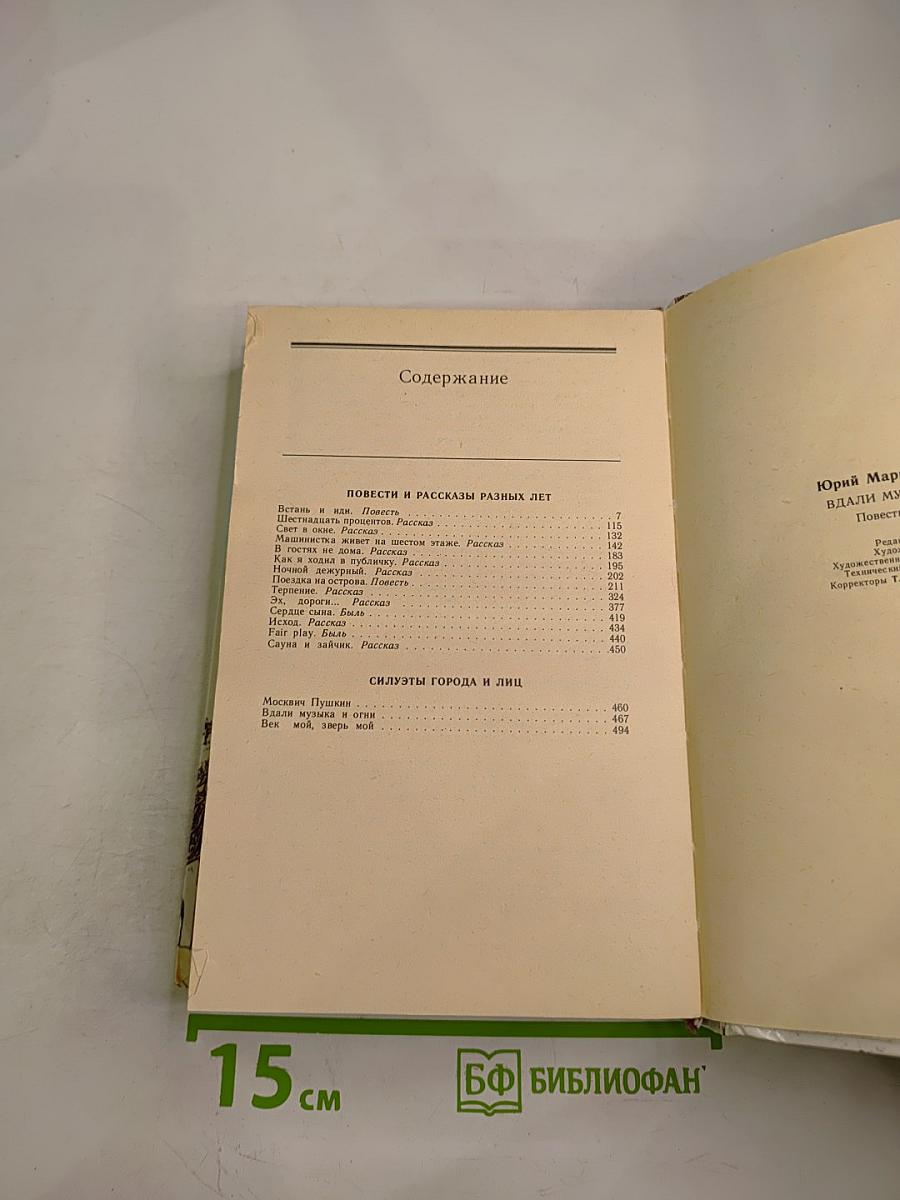 Содержание
ПОВЕСТИ И РАССКАЗЫ РАЗНЫХ ЛЕТ
Встань и иди. Повесть . . . . . . . . . . . . . . . . . . . . 7
Шестнадцать процентов. Рассказ . . . . . . . . . . . . . . . . . 115
Свет в окне. Рассказ . . . . . . . . . . . . . . . . . . . . . . 132
Машинистка живет на шестом этаже. Рассказ . . . . . . . . . . 142
В гостях не дома. Рассказ . . . . . . . . . . . . . . . . . . . 183
Как я ходил в публичку. Рассказ . . . . . . . . . . . . . . . . 195
Ночной дежурный. Рассказ . . . . . . . . . . . . . . . . . . . 202
Поездка на острова. Повесть . . . . . . . . . . . . . . . . . . 211
Терпение. Рассказ . . . . . . . . . . . . . . . . . . . . . . . 324
Эх, дороги... Рассказ . . . . . . . . . . . . . . . . . . . . . 377
Сердце сына. Быль . . . . . . . . . . . . . . . . . . . . . . . 419
Исход. Рассказ . . . . . . . . . . . . . . . . . . . . . . . . 434
Fair play. Быль . . . . . . . . . . . . . . . . . . . . . . . . 440
Сауна и зайчик. Рассказ . . . . . . . . . . . . . . . . . . . . 450
СИЛУЭТЫ ГОРОДА И ЛИЦ
Москвич Пушкин . . . . . . . . . . . . . . . . . . . . . . . . 460
Вдали музыка и огни . . . . . . . . . . . . . . . . . . . . . . 467
Век мой, зверь мой . . . . . . . . . . . . . . . . . . . . . . 494
Юрий
ВДАЛИ
Корректоры Т.
15 см
БФ БИБЛИОФАН